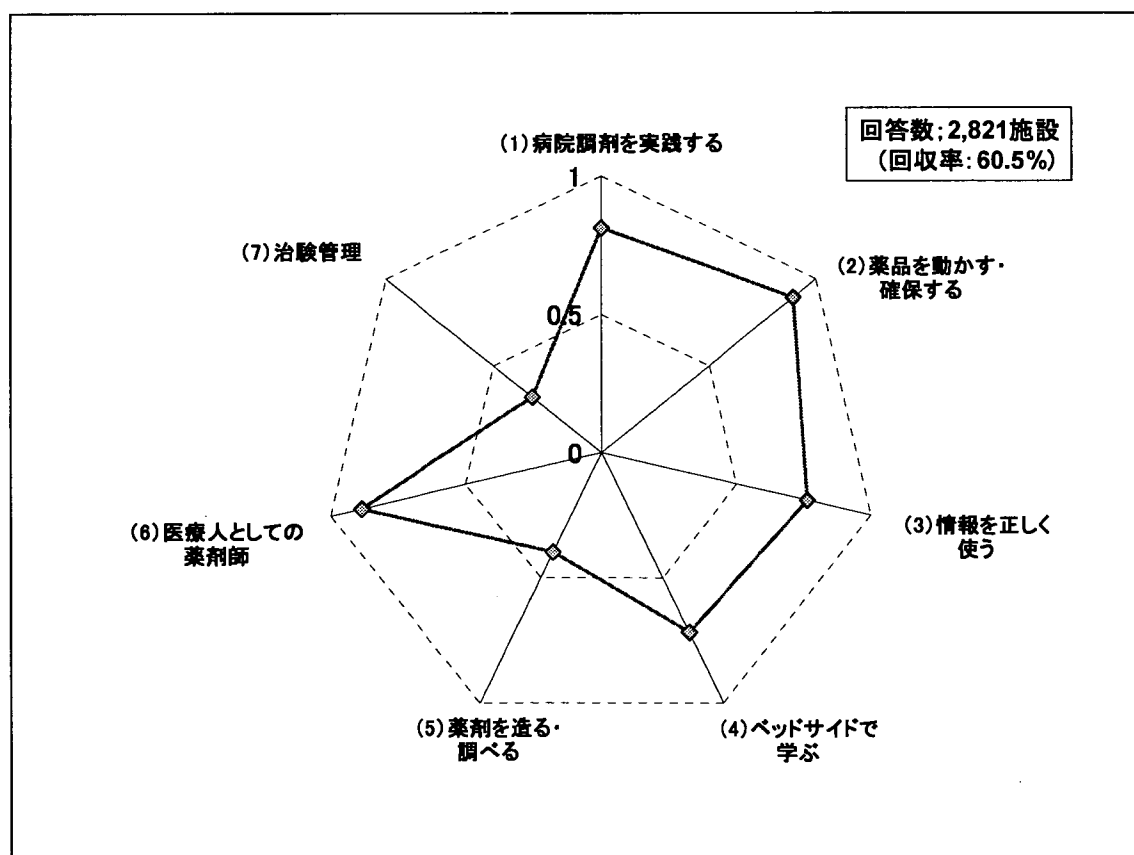 回答数；2,821施設
（回収率：60.5%）
(1)病院調剤を実践する
1
(7)治験管理
(2)薬品を動かす・
確保する
0.5
0
(6)医療人としての
薬剤師
(3)情報を正しく
使う
(5)薬剤を造る・
調べる
(4)ベッドサイドで
学ぶ